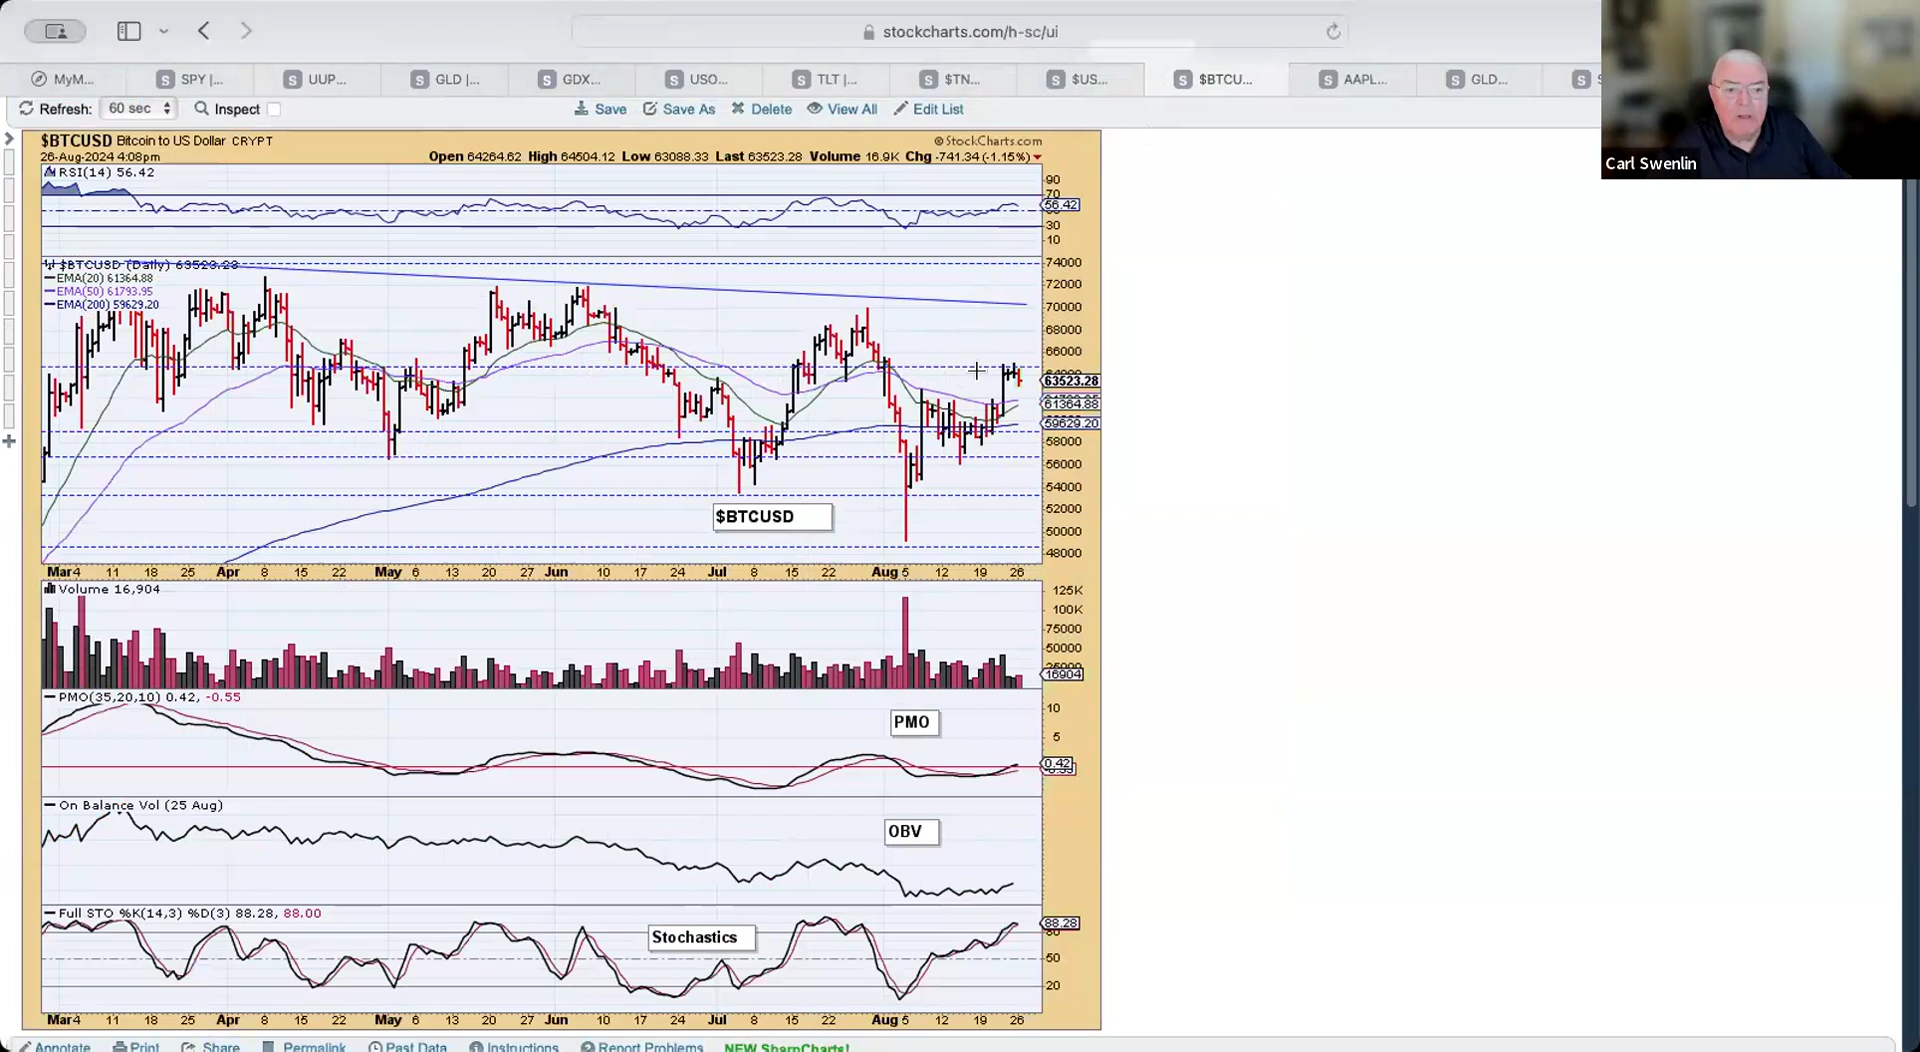 stockcharts.com/h-sc/ui
MyM... SPY |... UUP... GLD |... GDX... USO... TLT |... $TN... $US... $BTCU... AAPL... GLD...
Refresh: 60 sec Inspect Save Save As Delete View All Edit List
Carl Swenlin
$BTCUSD Bitcoin to US Dollar CRYPT © StockCharts.com
26-Aug-2024 4:08pm Open 64264.62 High 64504.12 Low 63088.33 Last 63523.28 Volume 16.9K Chg -741.34 (-1.15%)
RSI(14) 56.42
90
70
56.42
30
10
$BTCUSD (Daily) 63523.28
EMA(20) 61364.88
EMA(50) 61793.95
EMA(200) 59629.20
74000
72000
70000
68000
66000
64000
63523.28
61364.88
59629.20
58000
56000
54000
52000
50000
48000
$BTCUSD
Mar 4 11 18 25 Apr 8 15 22 May 6 13 20 27 Jun 10 17 24 Jul 8 15 22 Aug 5 12 19 26
Volume 16,904
125K
100K
75000
50000
25000
16904
PMO(35,20,10) 0.42, -0.55
PMO
10
5
0.42
On Balance Vol (25 Aug)
OBV
Full STO %K(14,3) %D(3) 88.28, 88.00
Stochastics
88.28
80
50
20
Mar 4 11 18 25 Apr 8 15 22 May 6 13 20 27 Jun 10 17 24 Jul 8 15 22 Aug 5 12 19 26
Annotate Print Share Permalink Past Data Instructions Report Problems NEW SharpCharts!